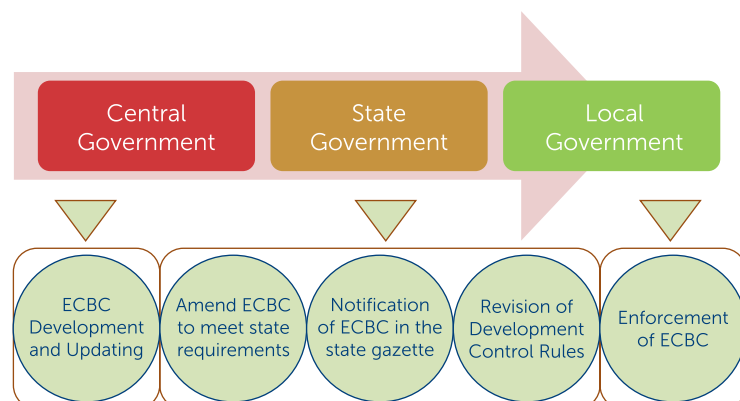 Central
Government
State
Government
Local
Government
ECBC
Development
and Updating
Amend ECBC
to meet state
requirements
Notification
of ECBC in the
state gazette
Revision of
Development
Control Rules
Enforcement
of ECBC